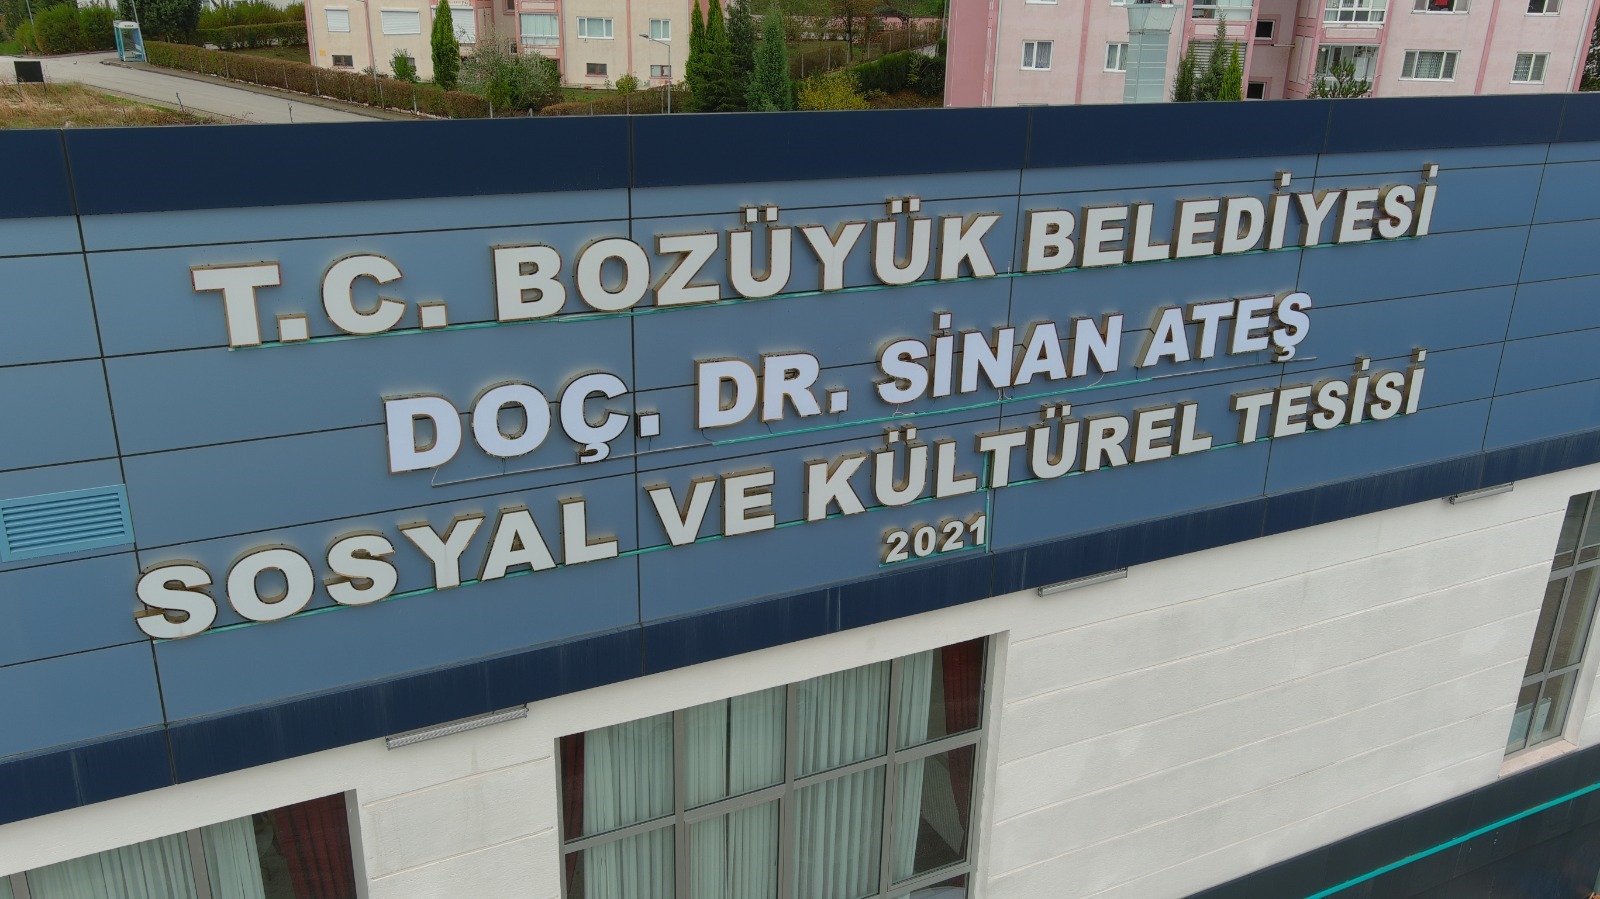 T.C. BOZÜYÜK BELEDİYESİ
DOÇ. DR. SİNAN ATEŞ
SOSYAL VE KÜLTÜREL TESİSİ
2021